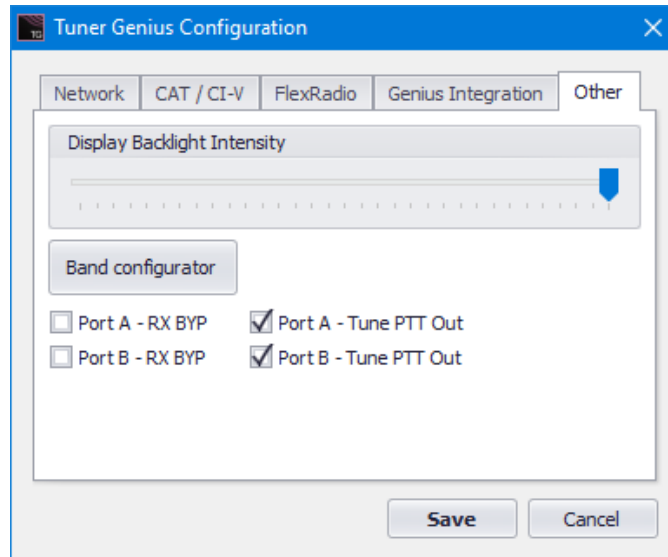 TG
Tuner Genius Configuration
Network CAT / CI-V FlexRadio Genius Integration Other
Display Backlight Intensity
Band configurator
Port A - RX BYP Port A - Tune PTT Out
Port B - RX BYP Port B - Tune PTT Out
Save Cancel